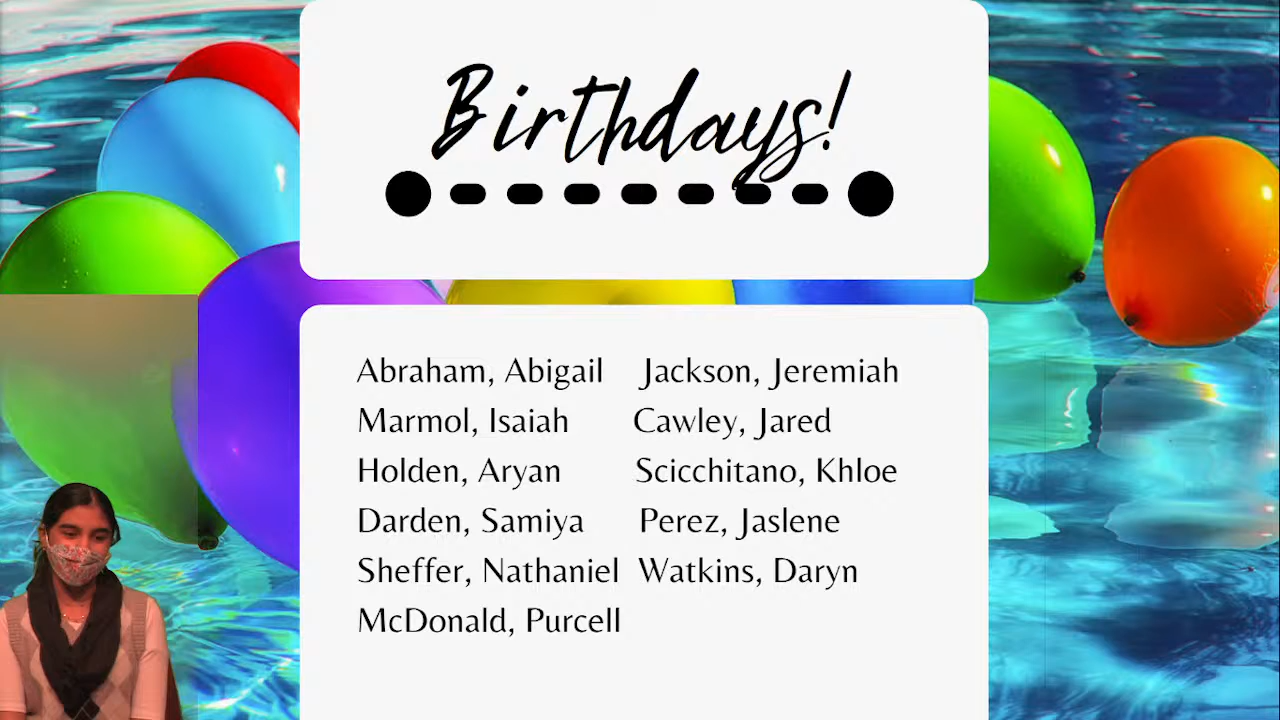 Birthdays!
Abraham, Abigail
Marmol, Isaiah
Holden, Aryan
Darden, Samiya
Sheffer, Nathaniel
McDonald, Purcell
Jackson, Jeremiah
Cawley, Jared
Scicchitano, Khloe
Perez, Jaslene
Watkins, Daryn